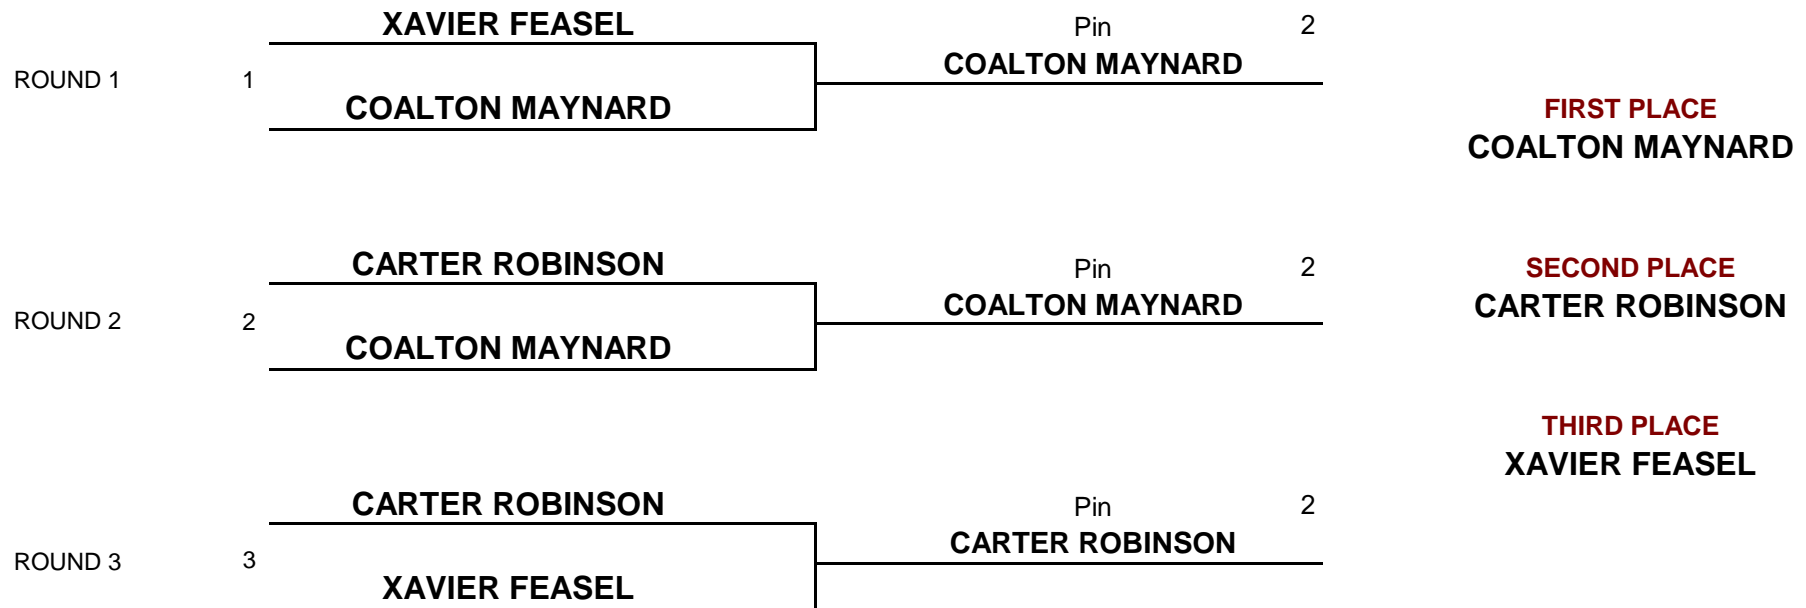 XAVIER FEASEL
Pin 2
COALTON MAYNARD
ROUND 1 1
COALTON MAYNARD
FIRST PLACE
COALTON MAYNARD
CARTER ROBINSON
Pin 2
SECOND PLACE
COALTON MAYNARD
CARTER ROBINSON
ROUND 2 2
COALTON MAYNARD
THIRD PLACE
XAVIER FEASEL
CARTER ROBINSON
Pin 2
CARTER ROBINSON
ROUND 3 3
XAVIER FEASEL